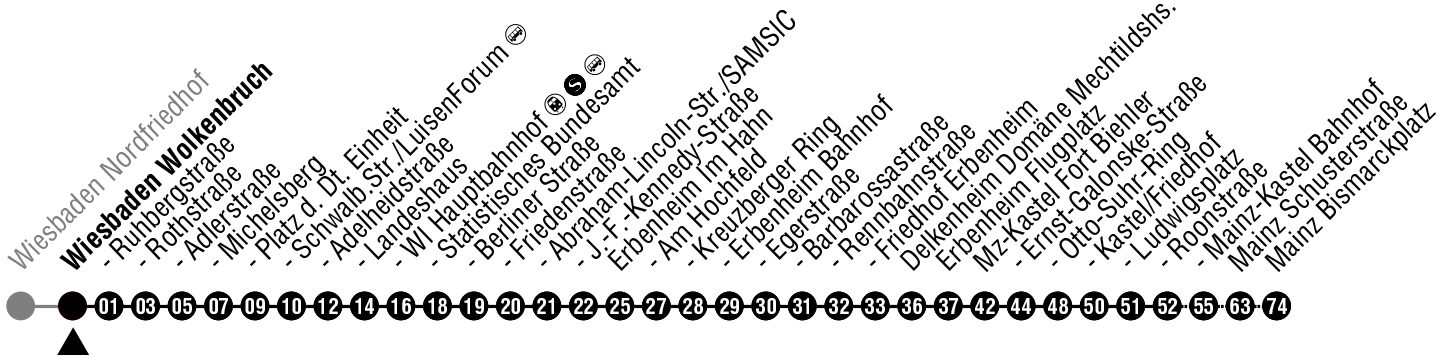 Wiesbaden Nordfriedhof
Wiesbaden Wolkenbruch
- Ruhbergstraße
- Rothstraße
- Adlerstraße
- Michelsberg
- Platz d. Dt. Einheit
- Schwalb.Str./LuisenForum
- Adelheidstraße
- Landeshaus
- WI Hauptbahnhof S
- Statistisches Bundesamt
- Berliner Straße
- Friedenstraße
- Abraham-Lincoln-Str./SAMSIC
- J.-F.-Kennedy-Straße
Erbenheim Im Hahn
- Am Hochfeld
- Kreuzberger Ring
- Erbenheim Bahnhof
- Egerstraße
- Barbarossastraße
- Rennbahnstraße
- Friedhof Erbenheim
Delkenheim Domäne Mechtildshs.
Erbenheim Flugplatz
Mz-Kastel Fort Biehler
- Ernst-Galonske-Straße
- Otto-Suhr-Ring
- Kastel/Friedhof
- Ludwigsplatz
- Roonstraße
- Mainz-Kastel Bahnhof
Mainz Schusterstraße
Mainz Bismarckplatz
01 03 05 07 09 10 12 14 16 18 19 20 21 22 25 27 28 29 30 31 32 33 36 37 42 44 48 50 51 52 55 63 74